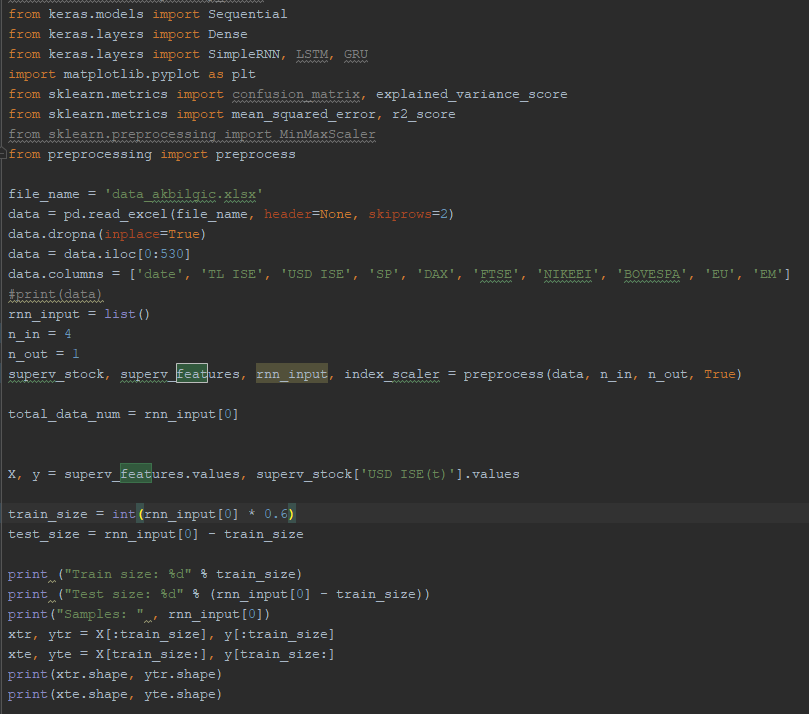 from keras.models import Sequential
from keras.layers import Dense
from keras.layers import SimpleRNN, LSTM, GRU
import matplotlib.pyplot as plt
from sklearn.metrics import confusion_matrix, explained_variance_score
from sklearn.metrics import mean_squared_error, r2_score
from sklearn.preprocessing import MinMaxScaler
from preprocessing import preprocess
file_name = 'data_akbilgic.xlsx'
data = pd.read_excel(file_name, header=None, skiprows=2)
data.dropna(inplace=True)
data = data.iloc[0:530]
data.columns = ['date', 'TL ISE', 'USD ISE', 'SP', 'DAX', 'FTSE', 'NIKEEI', 'BOVESPA', 'EU', 'EM']
#print(data)
rnn_input = list()
n_in = 4
n_out = 1
superv_stock, superv_features, rnn_input, index_scaler = preprocess(data, n_in, n_out, True)
total_data_num = rnn_input[0]
X, y = superv_features.values, superv_stock['USD ISE(t)'].values
train_size = int(rnn_input[0] * 0.6)
test_size = rnn_input[0] - train_size
print ("Train size: %d" % train_size)
print ("Test size: %d" % (rnn_input[0] - train_size))
print("Samples: " , rnn_input[0])
xtr, ytr = X[:train_size], y[:train_size]
xte, yte = X[train_size:], y[train_size:]
print(xtr.shape, ytr.shape)
print(xte.shape, yte.shape)